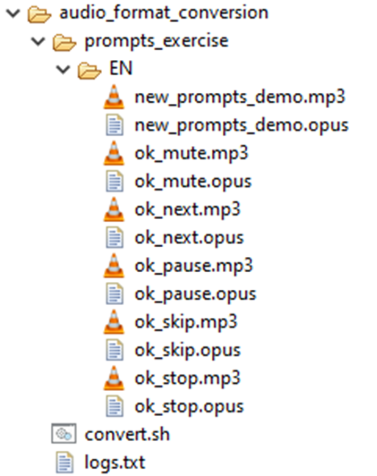 audio_format_conversion
prompts_exercise
EN
new_prompts_demo.mp3
new_prompts_demo.opus
ok_mute.mp3
ok_mute.opus
ok_next.mp3
ok_next.opus
ok_pause.mp3
ok_pause.opus
ok_skip.mp3
ok_skip.opus
ok_stop.mp3
ok_stop.opus
convert.sh
logs.txt